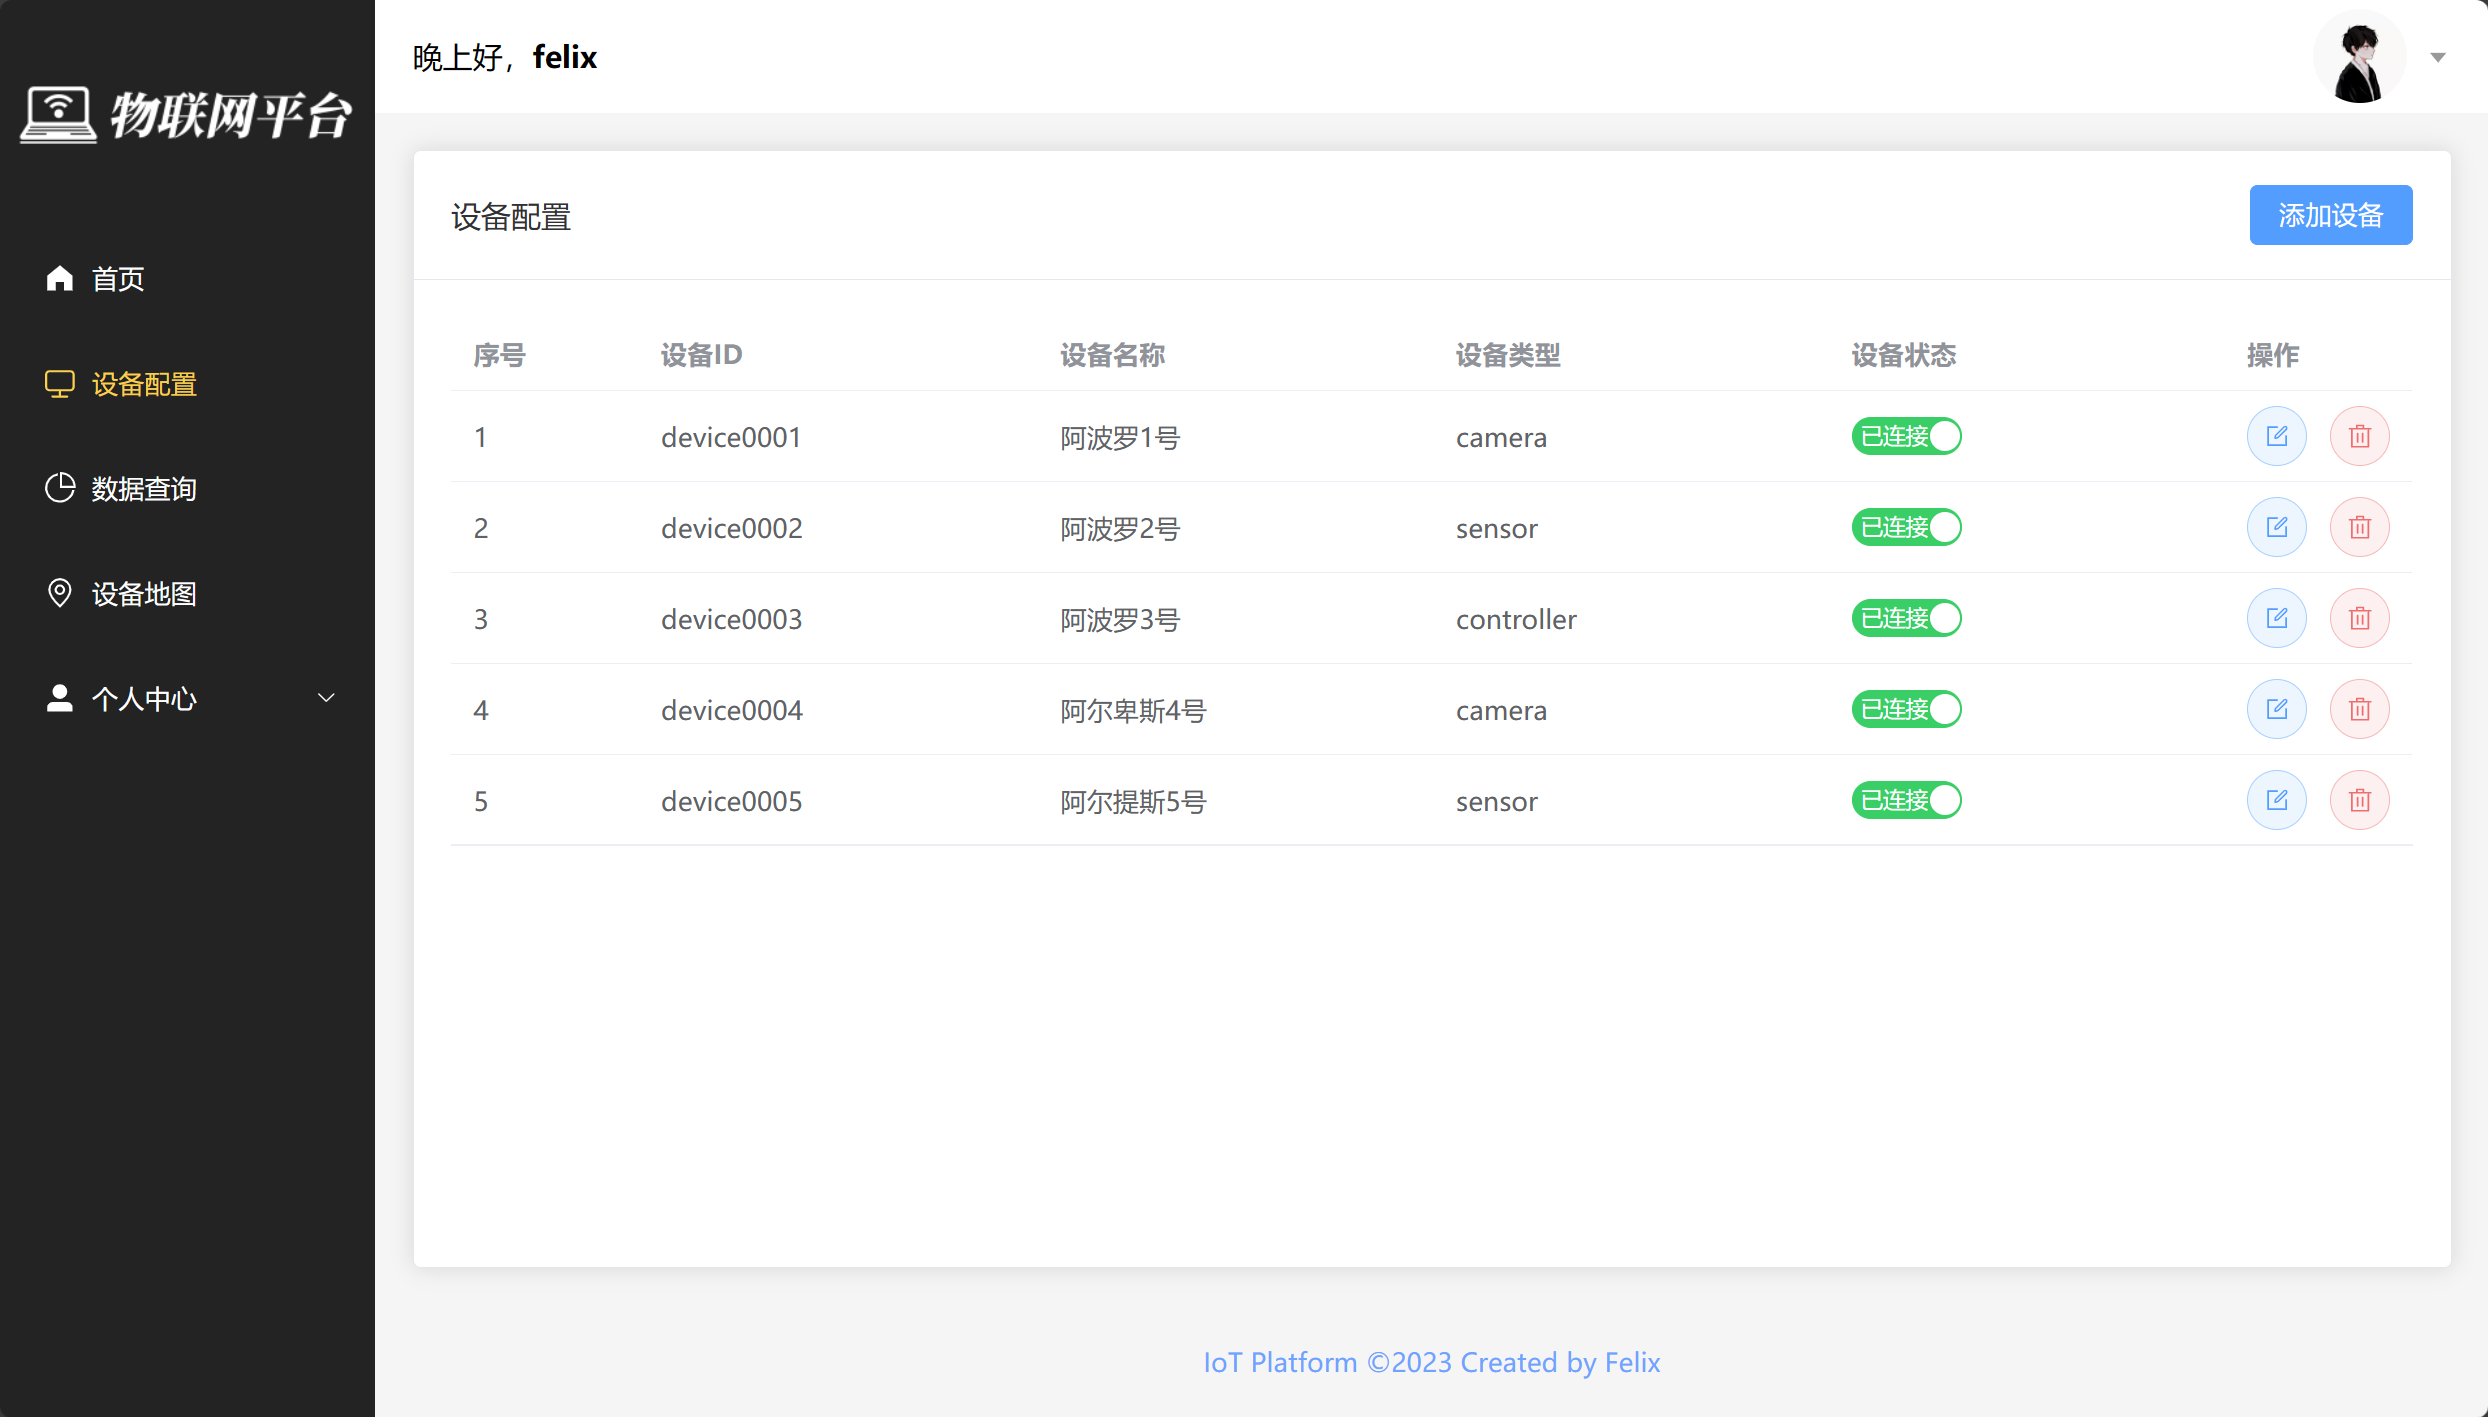 物联网平台
首页
设备配置
数据查询
设备地图
个人中心
晚上好，felix
设备配置
添加设备
序号 设备ID 设备名称 设备类型 设备状态 操作
1 device0001 阿波罗1号 camera 已连接
2 device0002 阿波罗2号 sensor 已连接
3 device0003 阿波罗3号 controller 已连接
4 device0004 阿尔卑斯4号 camera 已连接
5 device0005 阿尔提斯5号 sensor 已连接
IoT Platform ©2023 Created by Felix